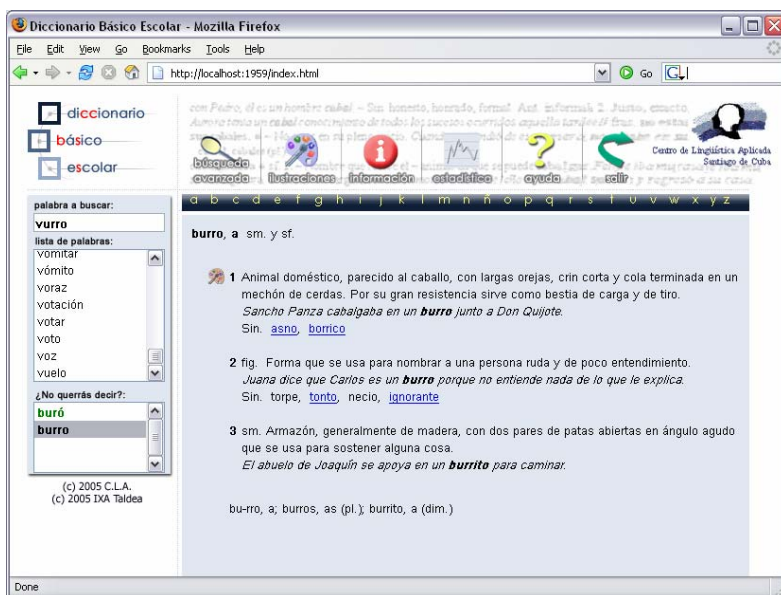 Diccionario Básico Escolar - Mozilla Firefox
File Edit View Go Bookmarks Tools Help
http://localhost:1959/index.html
Go
G
diccionario
básico
escolar
búsqueda avanzada
ilustraciones
información
estadística
ayuda
salir
Centro de Lingüística Aplicada
Santiago de Cuba
a b c d e f g h i j k l m n ñ o p q r s t u v w x y z
palabra a buscar:
vurro
lista de palabras:
vomitar
vómito
voraz
votación
votar
voto
voz
vuelo
¿No querrás decir?:
buró
burro
(c) 2005 C.L.A.
(c) 2005 IXA Taldea
burro, a sm. y sf.
1 Animal doméstico, parecido al caballo, con largas orejas, crin corta y cola terminada en un
mechón de cerdas. Por su gran resistencia sirve como bestia de carga y de tiro.
Sancho Panza cabalgaba en un burro junto a Don Quijote.
Sin. asno, borrico
2 fig. Forma que se usa para nombrar a una persona ruda y de poco entendimiento.
Juana dice que Carlos es un burro porque no entiende nada de lo que le explica.
Sin. torpe, tonto, necio, ignorante
3 sm. Armazón, generalmente de madera, con dos pares de patas abiertas en ángulo agudo
que se usa para sostener alguna cosa.
El abuelo de Joaquín se apoya en un burrito para caminar.
bu-rro, a; burros, as (pl.); burrito, a (dim.)
Done